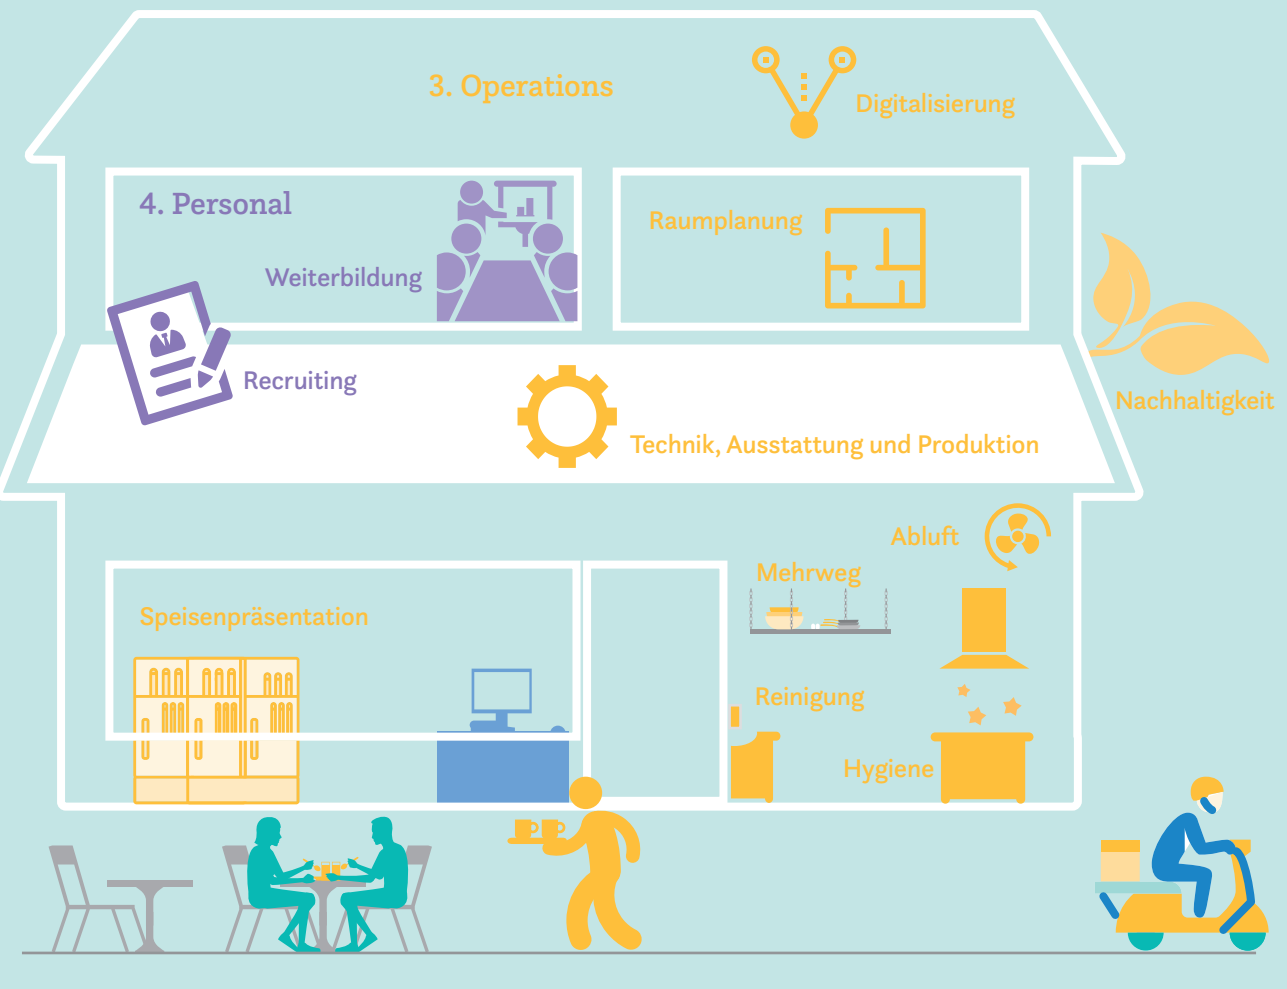 3. Operations
Digitalisierung
4. Personal
Raumplanung
Weiterbildung
Recruiting
Nachhaltigkeit
Technik, Ausstattung und Produktion
Abluft
Mehrweg
Speisenpräsentation
Reinigung
Hygiene